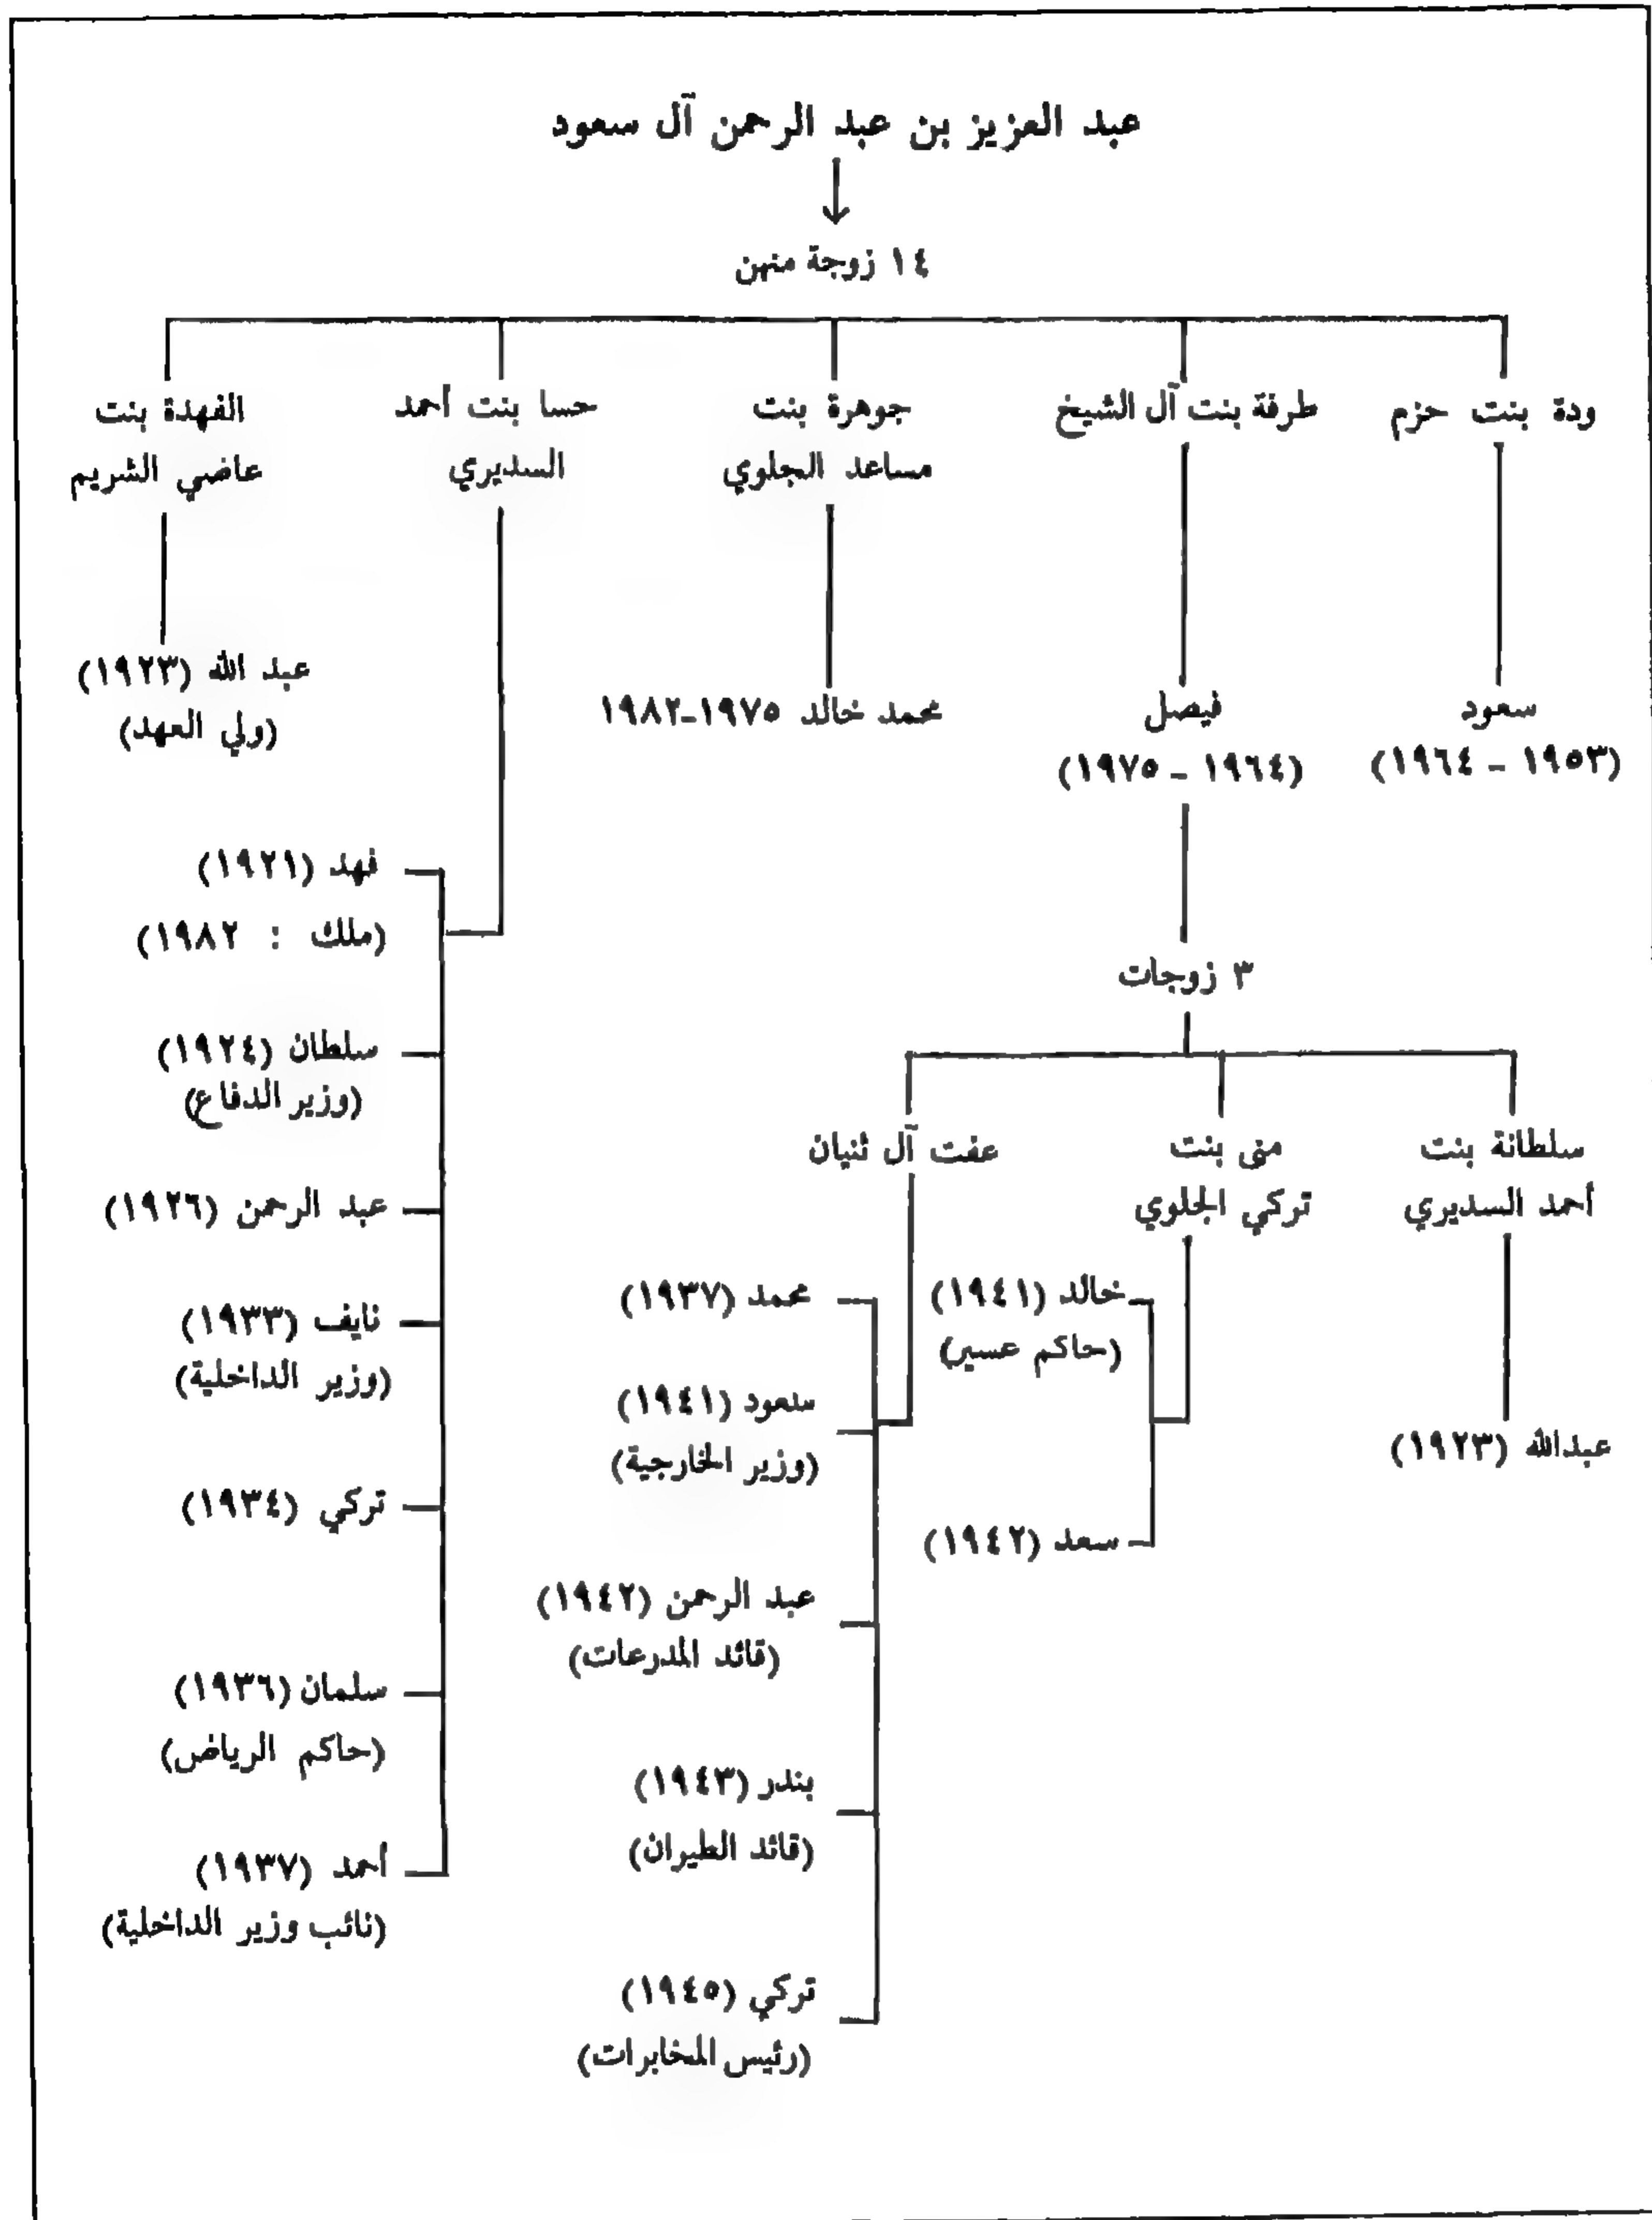 عبد العزيز بن عبد الرحمن آل سعود
١٤ زوجة منهن
ودة بنت حزم
سعود
(١٩٥٣ - ١٩٦٤)
طرفة بنت آل الشيخ
فيصل
(١٩٦٤ - ١٩٧٥)
٣ زوجات
سلطانة بنت
أحمد السديري
عبدالله (١٩٢٣)
منى بنت
تركي الجلوي
خالد (١٩٤١)
(حاكم عسير)
سعد (١٩٤٢)
عفت آل ثنيان
محمد (١٩٣٧)
سعود (١٩٤١)
(وزير الخارجية)
عبد الرحمن (١٩٤٢)
(قائد المدرعات)
بندر (١٩٤٣)
(قائد الطيران)
تركي (١٩٤٥)
(رئيس المخابرات)
جوهرة بنت
مساعد الجلوي
محمد خالد ١٩٧٥-١٩٨٢
حسا بنت أحمد
السديري
فهد (١٩٢١)
(ملك : ١٩٨٢)
سلطان (١٩٢٤)
(وزير الدفاع)
عبد الرحمن (١٩٢٦)
نايف (١٩٣٣)
(وزير الداخلية)
تركي (١٩٣٤)
سلمان (١٩٣٦)
(حاكم الرياض)
أحمد (١٩٣٧)
(نائب وزير الداخلية)
الفهدة بنت
عاضي الشريم
عبد الله (١٩٢٣)
(ولي العهد)